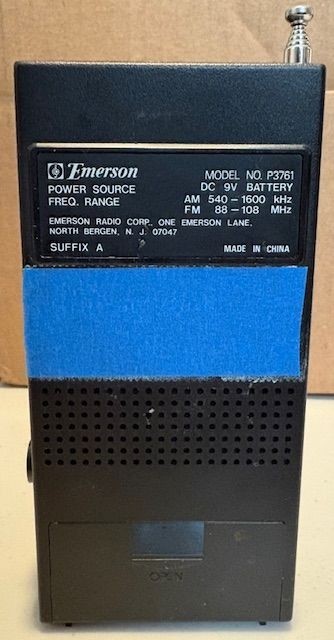 Emerson
MODEL NO. P3761
POWER SOURCE DC 9V BATTERY
FREQ. RANGE AM 540-1600 kHz
FM 88-108 MHz
EMERSON RADIO CORP. ONE EMERSON LANE,
NORTH BERGEN, N. J. 07047
SUFFIX A MADE IN CHINA
OPEN